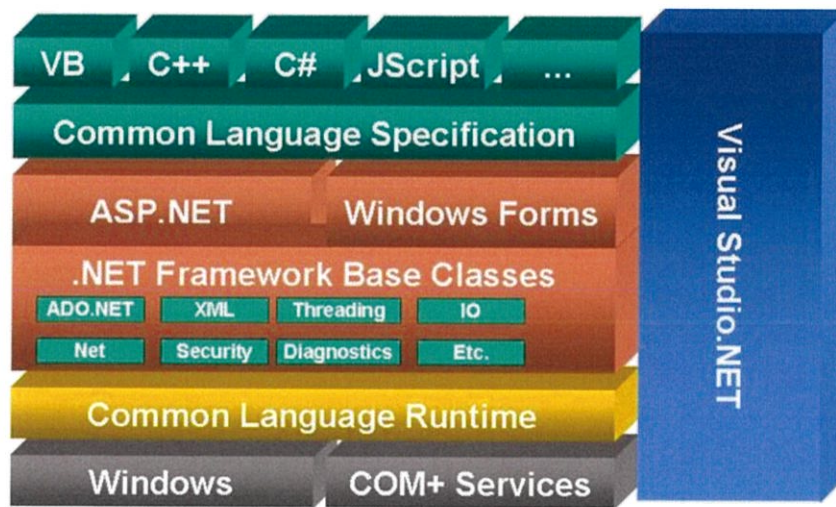 VB C++ C# JScript ...
Common Language Specification
ASP.NET Windows Forms
.NET Framework Base Classes
ADO.NET XML Threading IO
Net Security Diagnostics Etc.
Common Language Runtime
Windows COM+ Services
Visual Studio.NET